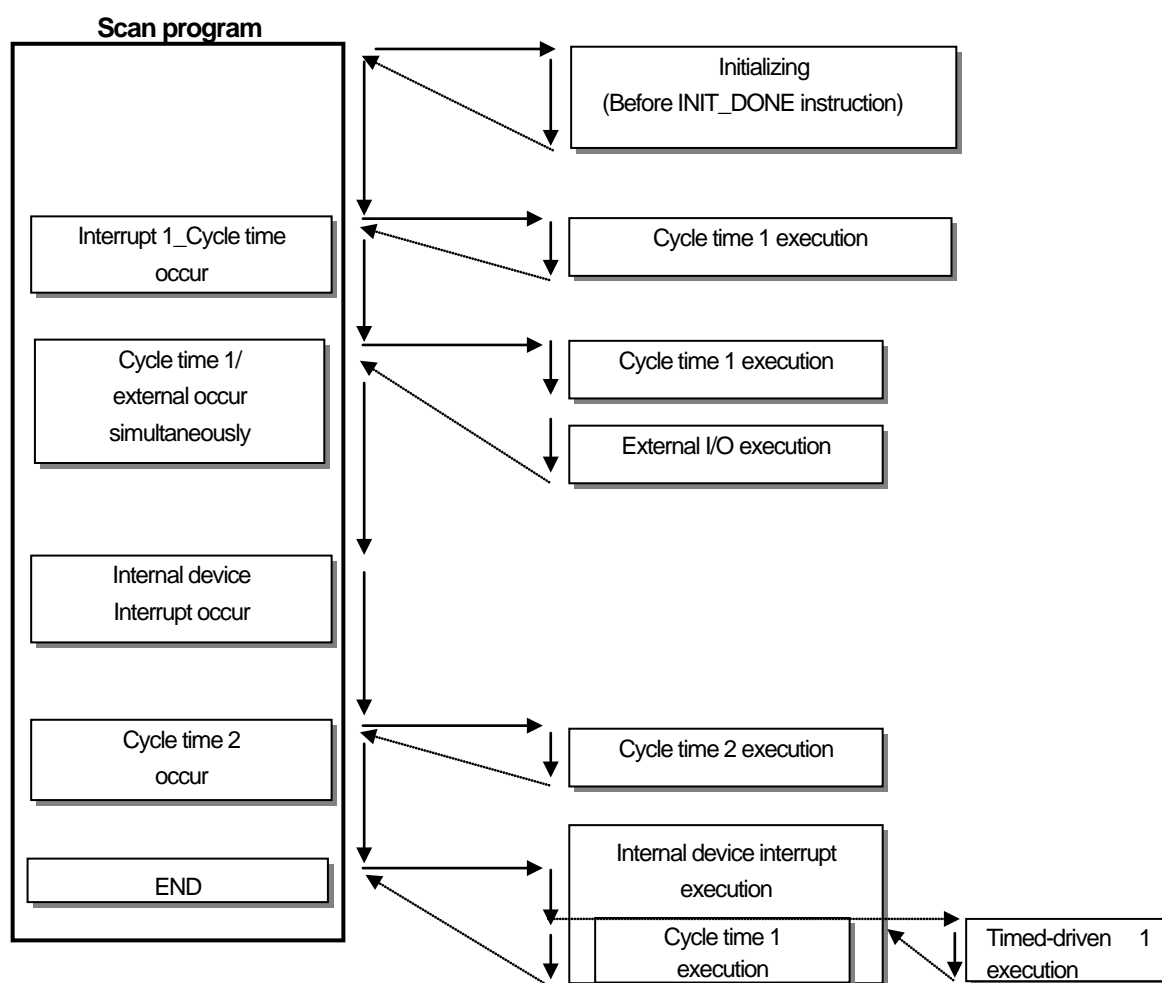 Scan program
Initializing
(Before INIT_DONE instruction)
Interrupt 1_Cycle time
occur
Cycle time 1 execution
Cycle time 1/
external occur
simultaneously
Cycle time 1 execution
External I/O execution
Internal device
Interrupt occur
Cycle time 2
occur
Cycle time 2 execution
END
Internal device interrupt
execution
Cycle time 1
execution
Timed-driven 1
execution